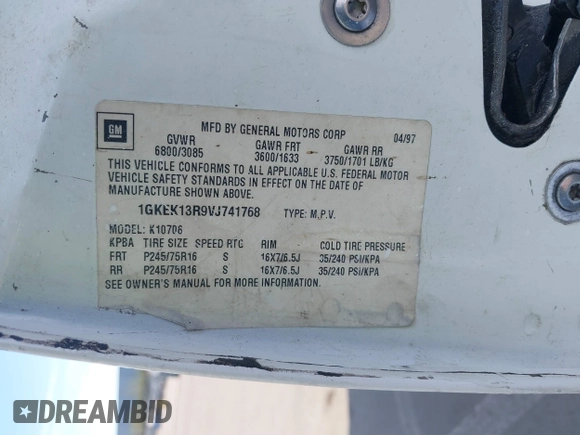 GM
MFD BY GENERAL MOTORS CORP 04/97
GVWR GAWR FRT GAWR RR
6800/3085 3600/1633 3750/1701 LB/KG
THIS VEHICLE CONFORMS TO ALL APPLICABLE U.S. FEDERAL MOTOR
VEHICLE SAFETY STANDARDS IN EFFECT ON THE DATE OF
MANUFACTURE SHOWN ABOVE.
1GKEK13R9VJ741768 TYPE: M.P.V.
MODEL: K10706
KPBA TIRE SIZE SPEED RTG RIM COLD TIRE PRESSURE
FRT P245/75R16 S 16X7/6.5J 35/240 PSI/KPA
RR P245/75R16 S 16X7/6.5J 35/240 PSI/KPA
SEE OWNER'S MANUAL FOR MORE INFORMATION.
DREAMBID